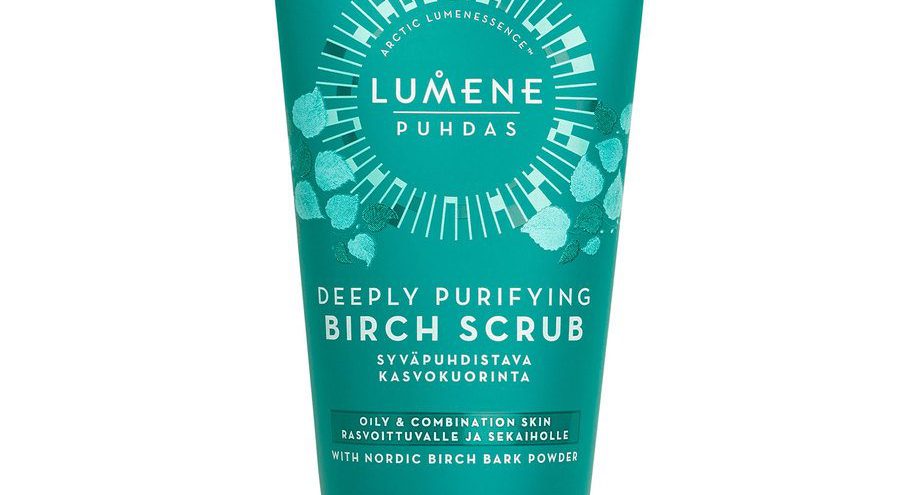 ARCTIC LUMENESSENCE™
LUMENE
PUHDAS
DEEPLY PURIFYING
BIRCH SCRUB
SYVÄPUHDISTAVA
KASVOKUORINTA
OILY & COMBINATION SKIN
RASVOITTUVALLE JA SEKAIHOLLE
WITH NORDIC BIRCH BARK POWDER